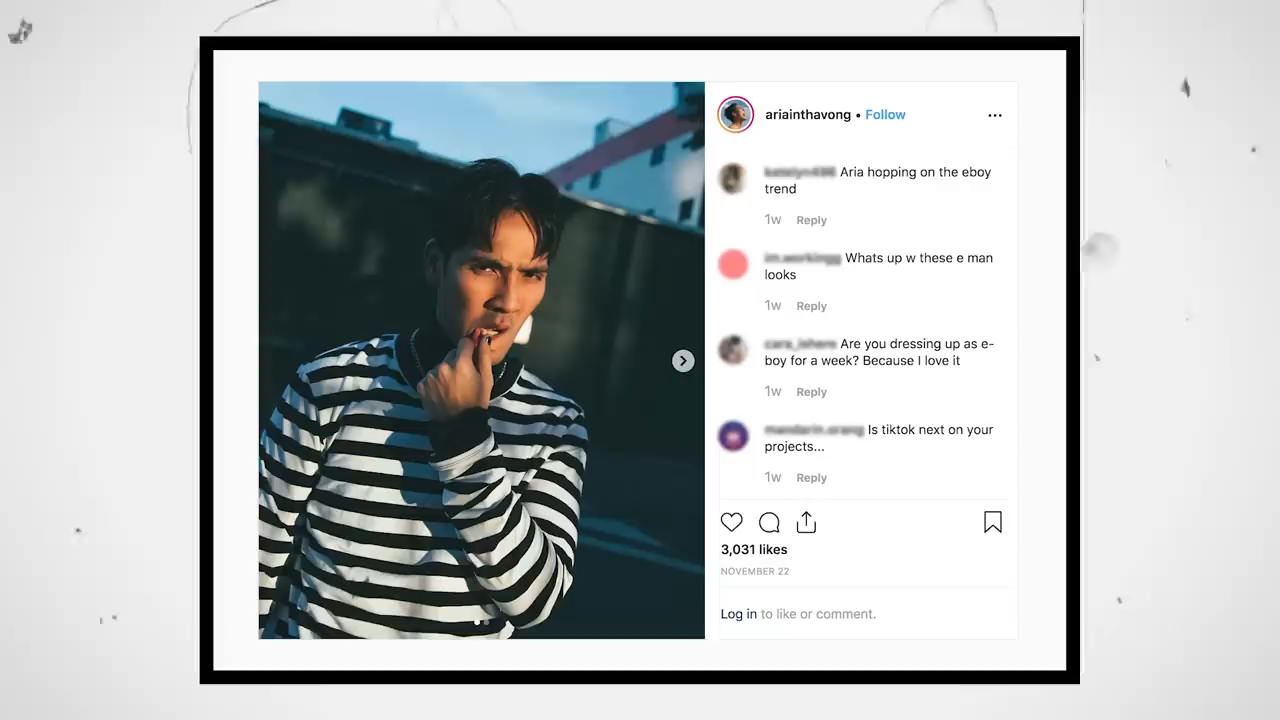 ariainthavong • Follow
Aria hopping on the eboy
trend
1w Reply
Whats up w these e man
looks
1w Reply
Are you dressing up as e-
boy for a week? Because I love it
1w Reply
Is tiktok next on your
projects...
1w Reply
3,031 likes
NOVEMBER 22
Log in to like or comment.